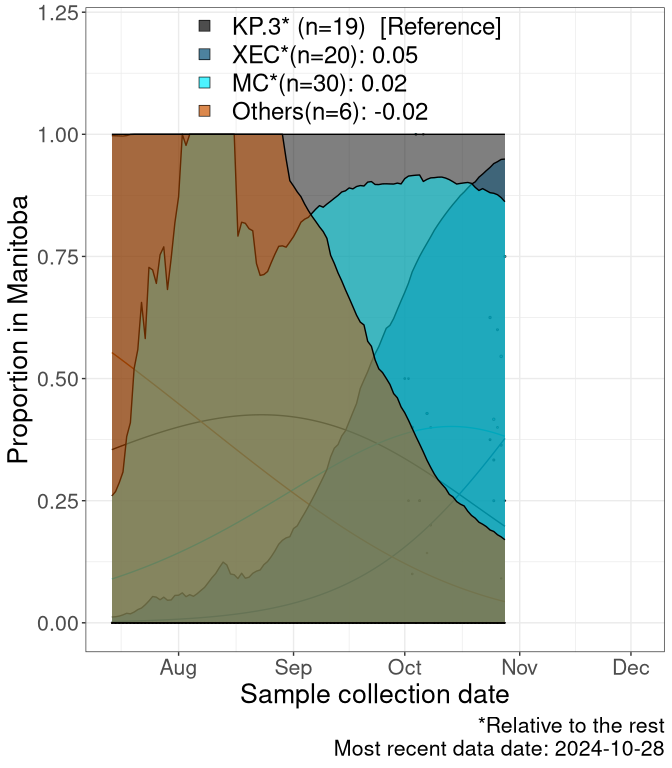 KP.3* (n=19)  [Reference]
XEC*(n=20): 0.05
MC*(n=30): 0.02
Others(n=6): -0.02
1.25
1.00
0.75
0.50
0.25
0.00
Proportion in Manitoba
Aug Sep Oct Nov Dec
Sample collection date
*Relative to the rest
Most recent data date: 2024-10-28